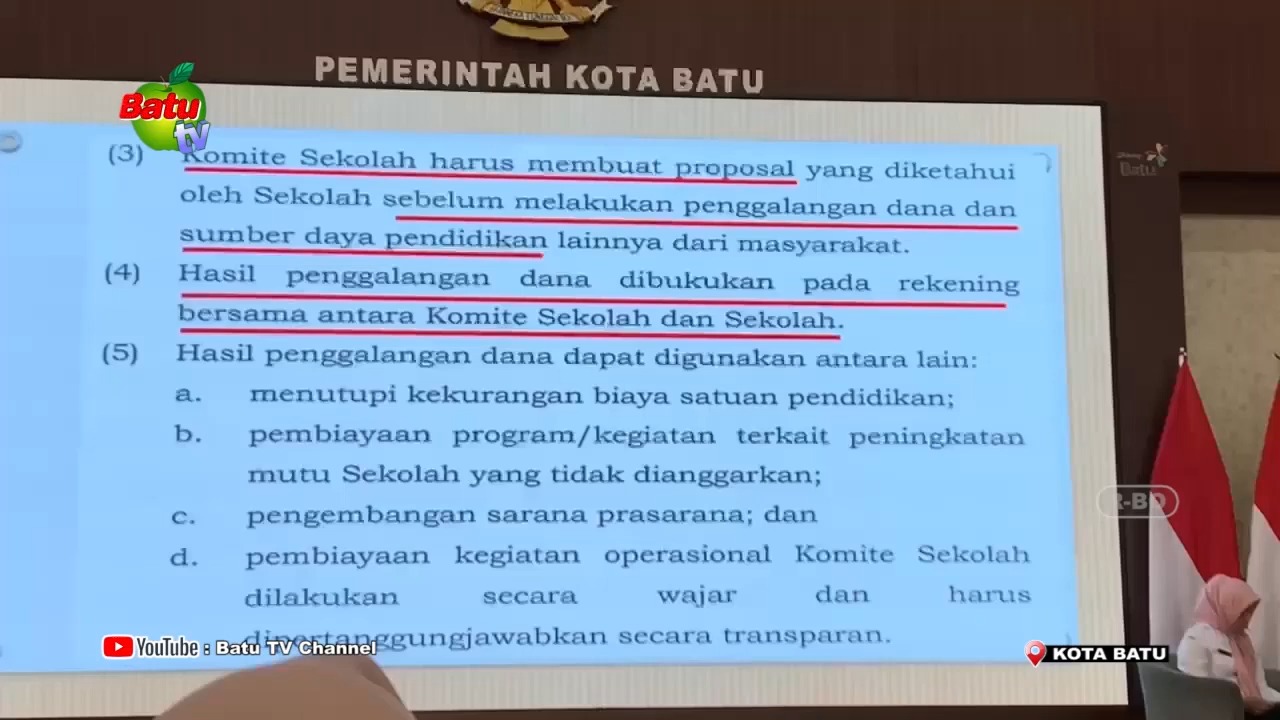 PEMERINTAH KOTA BATU
Batu
tv
(3) Komite Sekolah harus membuat proposal yang diketahui
oleh Sekolah sebelum melakukan penggalangan dana dan
sumber daya pendidikan lainnya dari masyarakat.
(4) Hasil penggalangan dana dibukukan pada rekening
bersama antara Komite Sekolah dan Sekolah.
(5) Hasil penggalangan dana dapat digunakan antara lain:
a. menutupi kekurangan biaya satuan pendidikan;
b. pembiayaan program/kegiatan terkait peningkatan
mutu Sekolah yang tidak dianggarkan;
c. pengembangan sarana prasarana; dan
d. pembiayaan kegiatan operasional Komite Sekolah
dilakukan secara wajar dan harus
dipertanggungjawabkan secara transparan.
YouTube : Batu TV Channel
KOTA BATU
Batu
R-BD